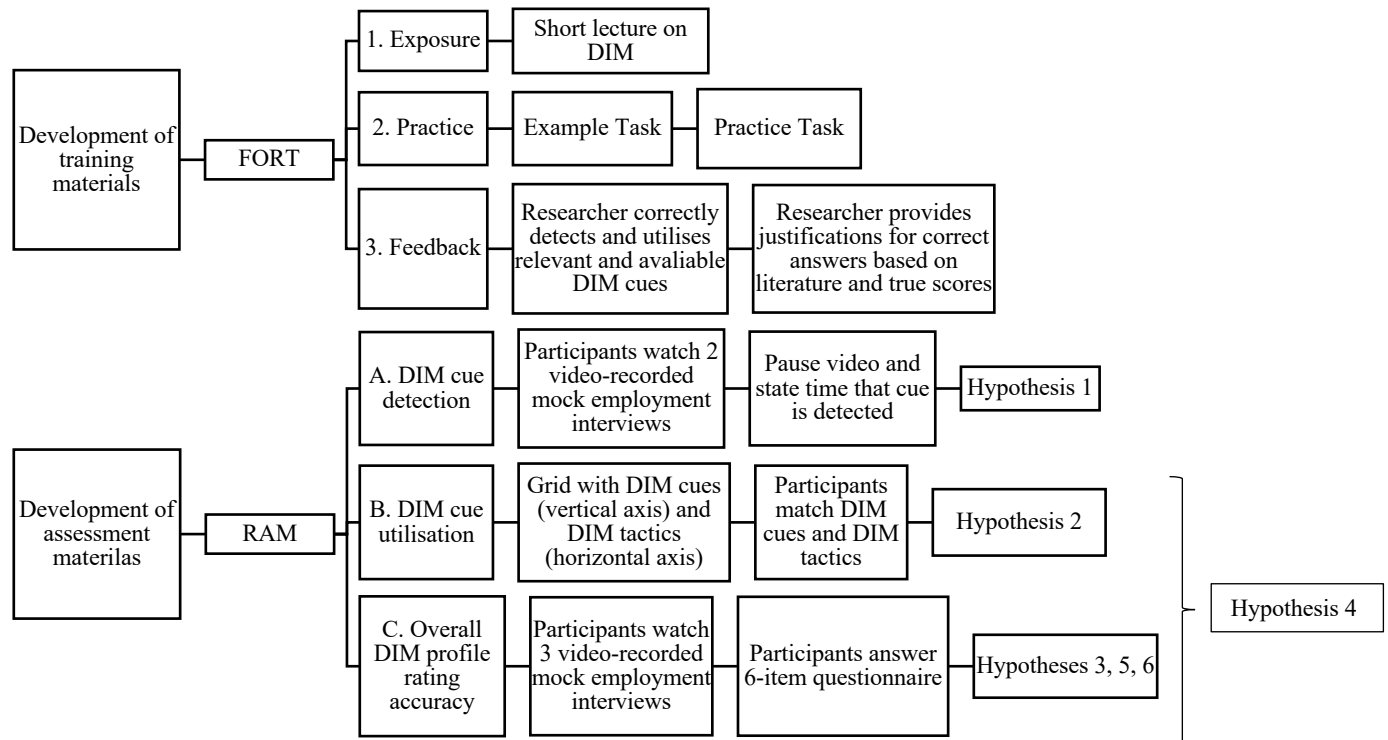 Development of
training
materials
FORT
1. Exposure
Short lecture on
DIM
2. Practice
Example Task
Practice Task
3. Feedback
Researcher correctly
detects and utilises
relevant and avaliable
DIM cues
Researcher provides
justifications for correct
answers based on
literature and true scores
Development of
assessment
materilas
RAM
A. DIM cue
detection
Participants watch 2
video-recorded
mock employment
interviews
Pause video and
state time that cue
is detected
Hypothesis 1
B. DIM cue
utilisation
Grid with DIM cues
(vertical axis) and
DIM tactics
(horizontal axis)
Participants
match DIM
cues and DIM
tactics
Hypothesis 2
C. Overall
DIM profile
rating
accuracy
Participants watch
3 video-recorded
mock employment
interviews
Participants answer
6-item questionnaire
Hypotheses 3, 5, 6
Hypothesis 4